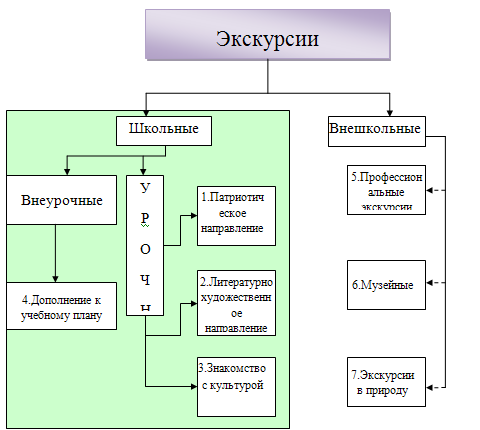 Экскурсии
Школьные
Внешкольные
Внеурочные
У
Р
О
Ч
Н
1.Патриотич
еское
направление
5.Профессион
альные
экскурсии
2.Литературно
художественн
ое
направление
4.Дополнение к
учебному плану
6.Музейные
3.Знакомство
с культурой
7.Экскурсии
в природу